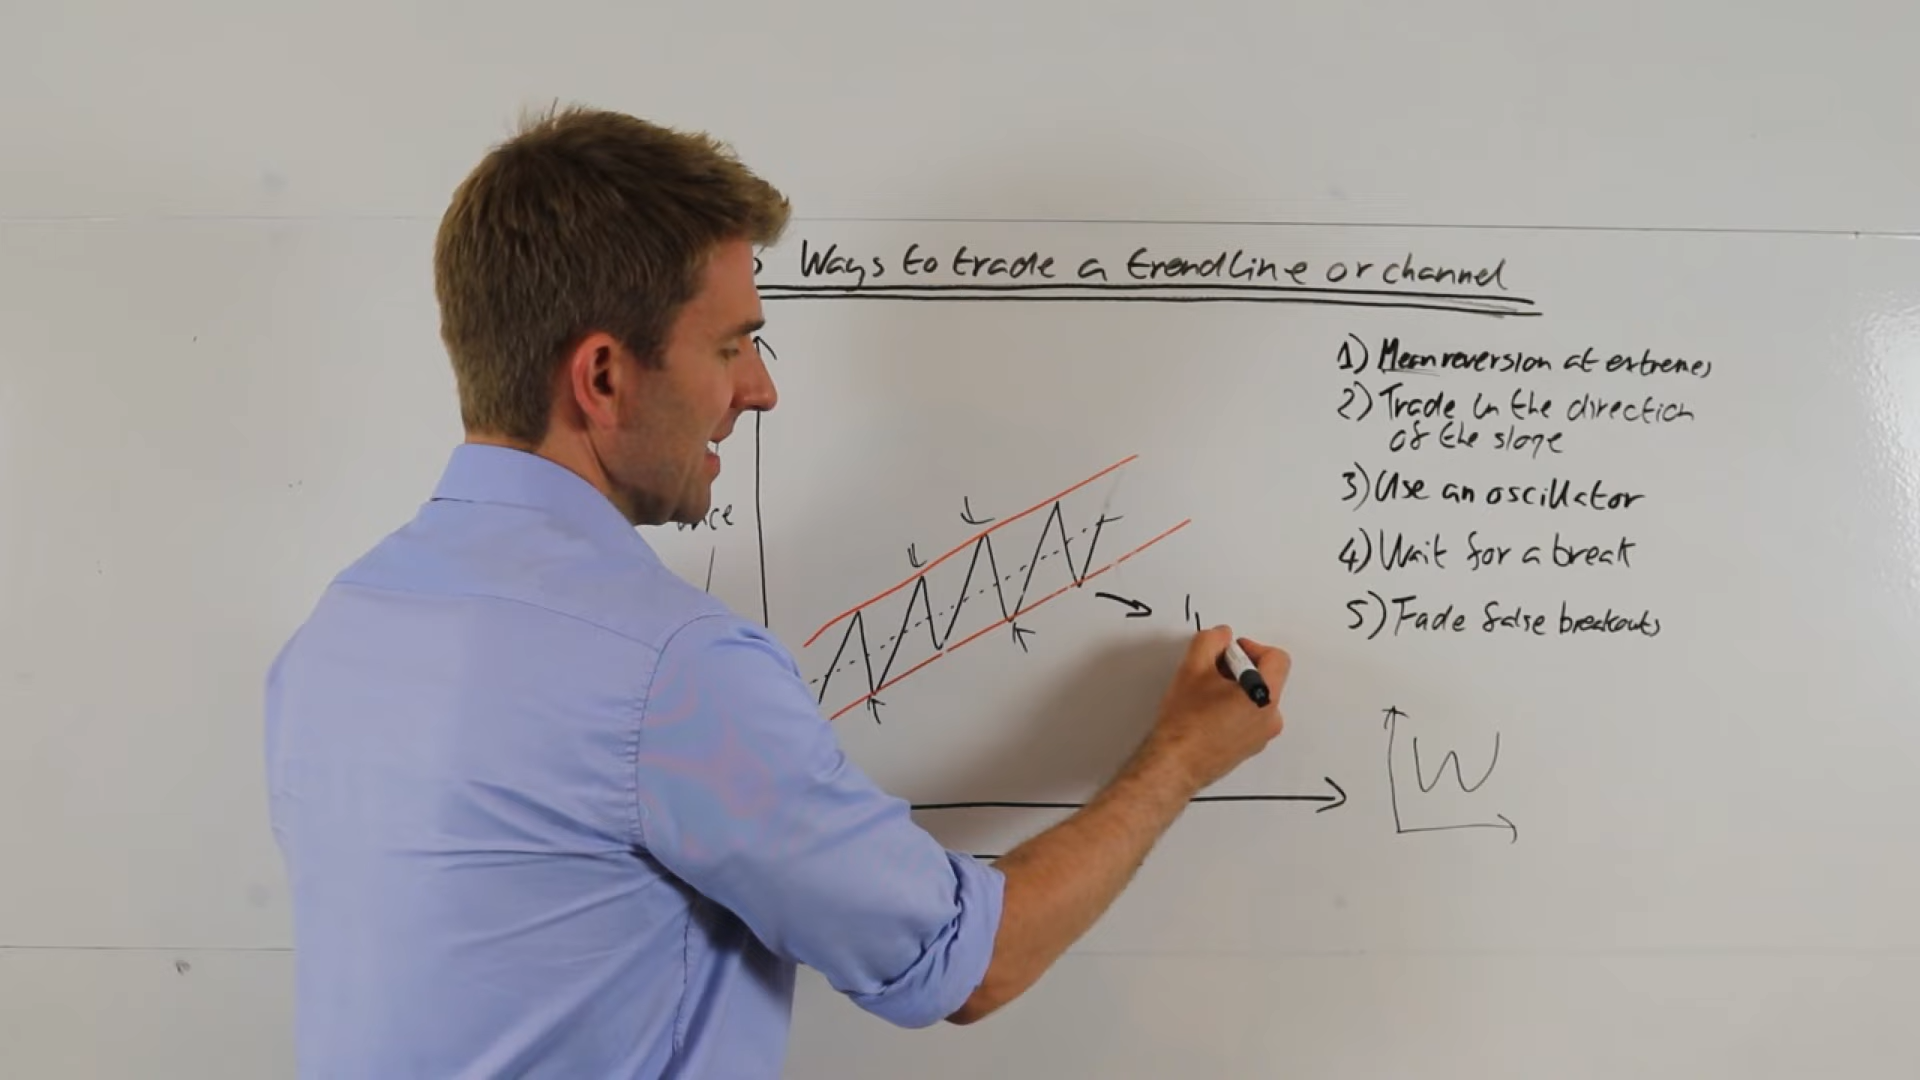 Ways to trade a trendline or channel
1) Mean reversion at extremes
2) Trade in the direction
of the slope
3) Use an oscillator
4) Wait for a break
5) Fade false breakouts